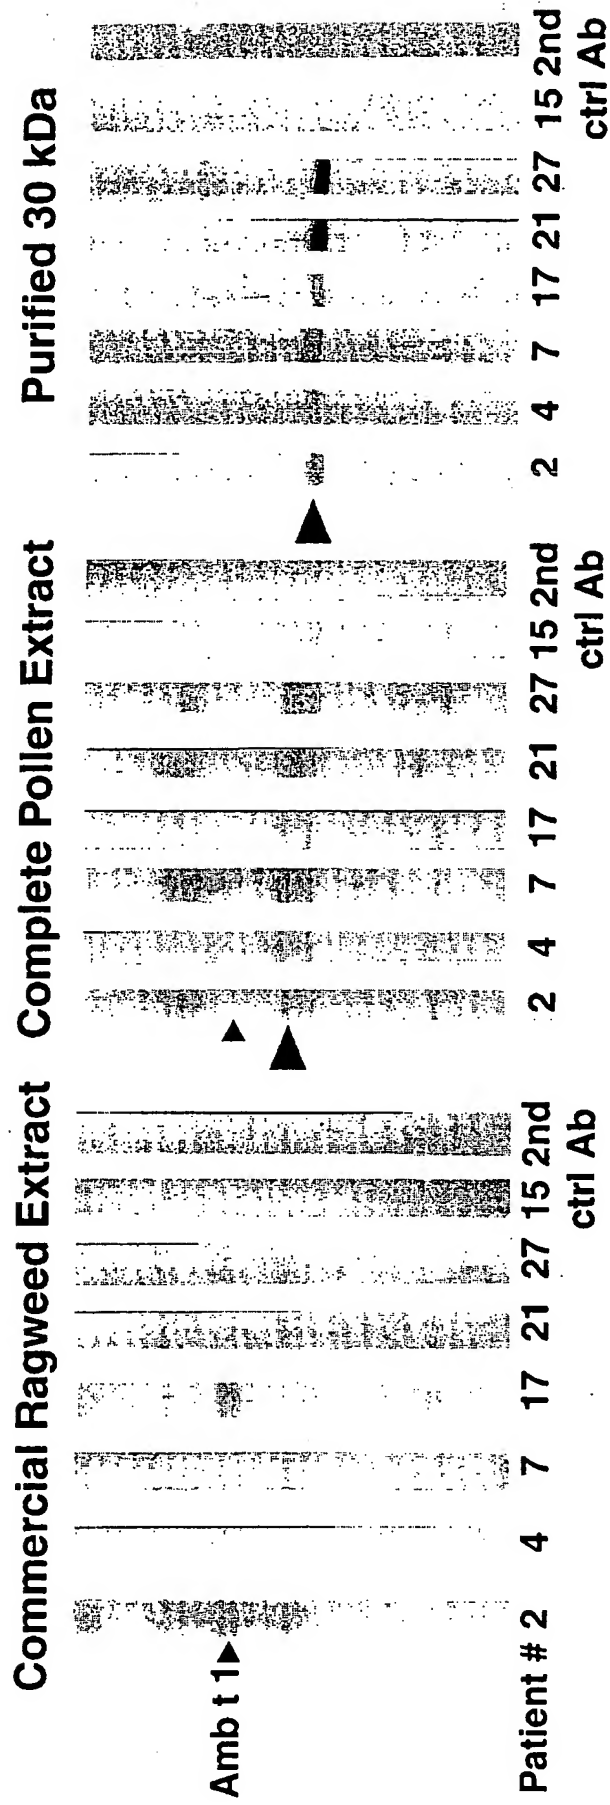 Commercial Ragweed Extract
Complete Pollen Extract
Purified 30 kDa
Amb t 1
Patient # 2 4 7 17 21 27 15 2nd
ctrl Ab
2 4 7 17 21 27 15 2nd
ctrl Ab
2 4 7 17 21 27 15 2nd
ctrl Ab